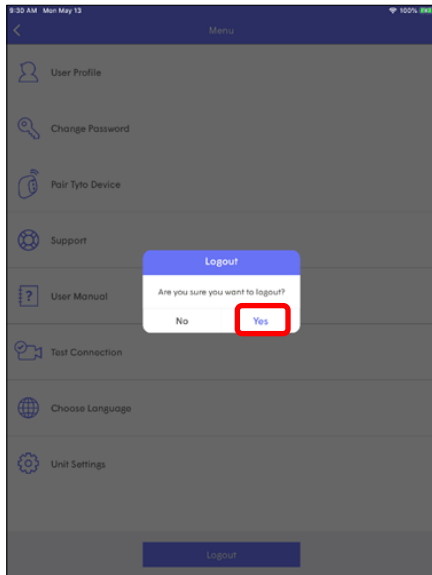 9:30 AM Mon May 13
100%
Menu
User Profile
Change Password
Pair Tyto Device
Support
Logout
Are you sure you want to logout?
No Yes
User Manual
Test Connection
Choose Language
Unit Settings
Logout